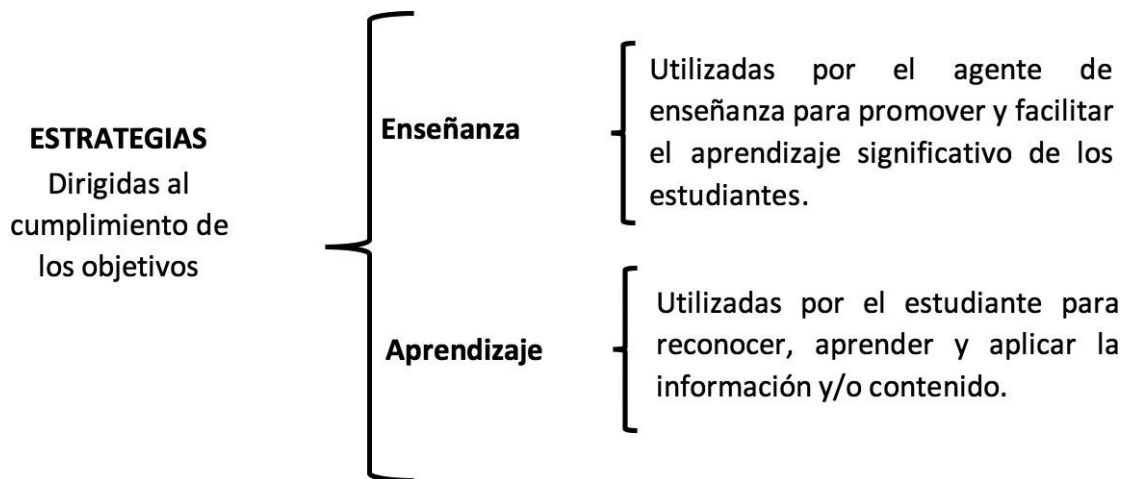 ESTRATEGIAS
Dirigidas al
cumplimiento de
los objetivos
Enseñanza
Utilizadas por el agente de
enseñanza para promover y facilitar
el aprendizaje significativo de los
estudiantes.
Aprendizaje
Utilizadas por el estudiante para
reconocer, aprender y aplicar la
información y/o contenido.